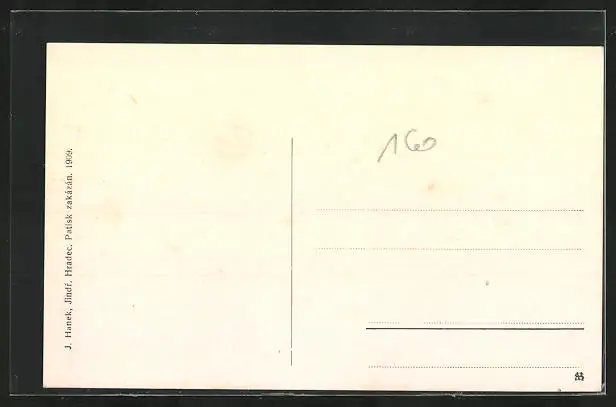 J. Hanek, Jindř. Hradec. Patisk zakázán. 1909.
160